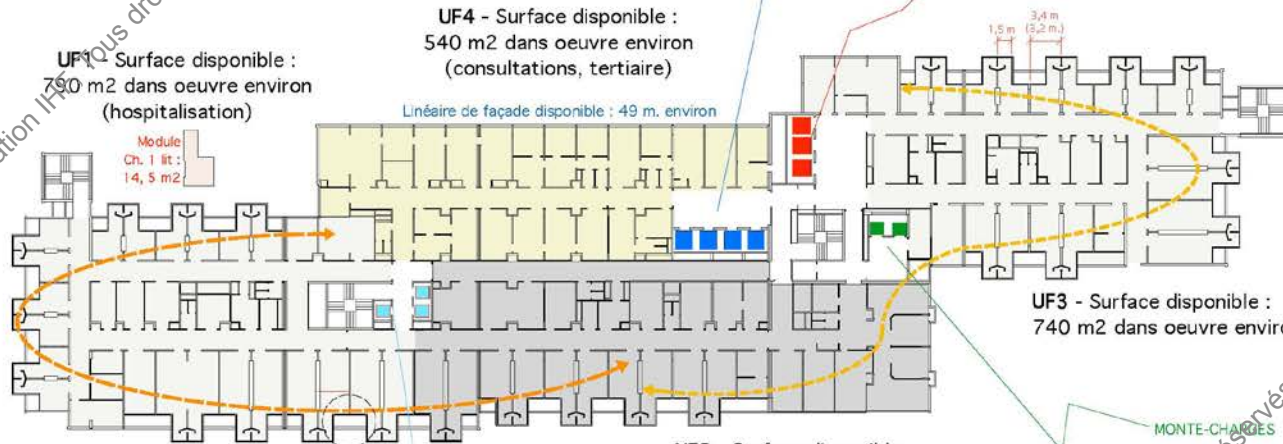 UF4 - Surface disponible :
540 m2 dans oeuvre environ
(consultations, tertiaire)
UF1 - Surface disponible :
790 m2 dans oeuvre environ
(hospitalisation)
Linéaire de façade disponible : 49 m. environ
Module
Ch. 1 lit :
14, 5 m2
3,4 m
1,5 m
(3,2 m.)
UF3 - Surface disponible :
740 m2 dans oeuvre enviro
MONTE-CHARGES